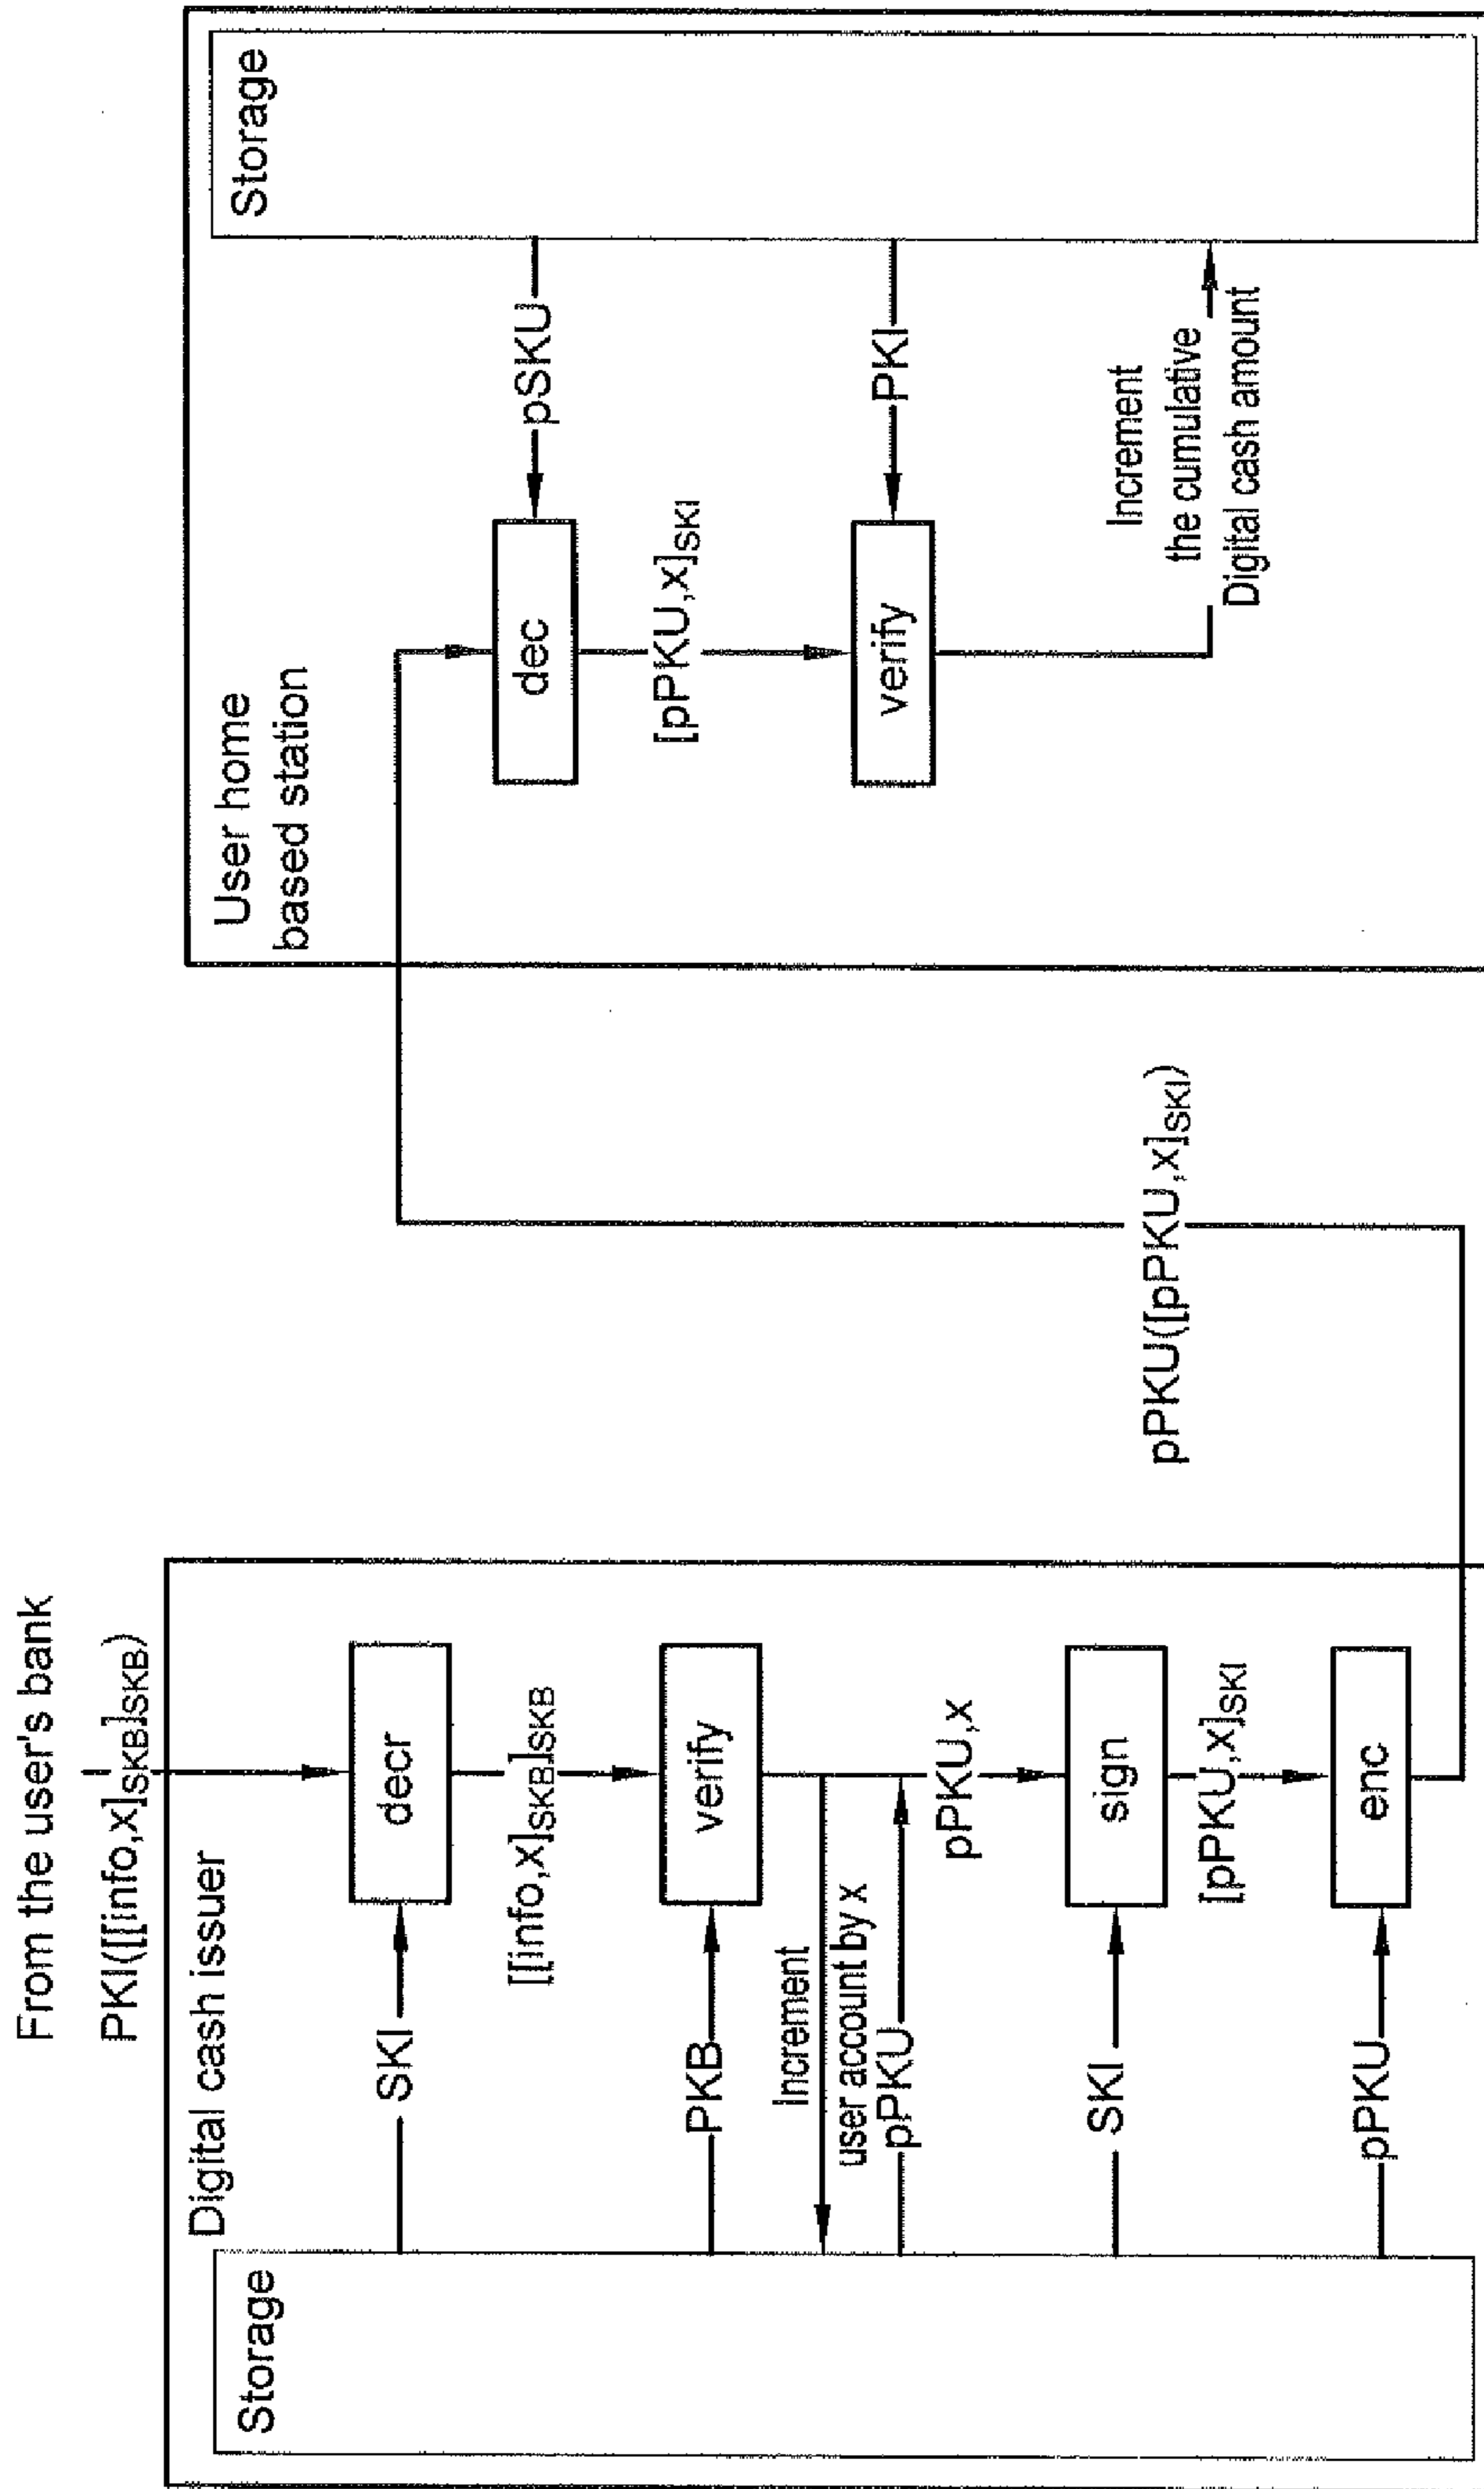 From the user's bank
PKI([[info,x]SKB]SKB)
Digital cash issuer
Storage
SKI
decr
[[info,x]SKB]SKB
PKB
verify
Increment
user account by x
pPKU
pPKU,x
SKI
sign
[pPKU,x]SKI
pPKU
enc
pPKU([pPKU,x]SKI)
User home
based station
Storage
pSKU
dec
[pPKU,x]SKI
PKI
verify
Increment
the cumulative
Digital cash amount